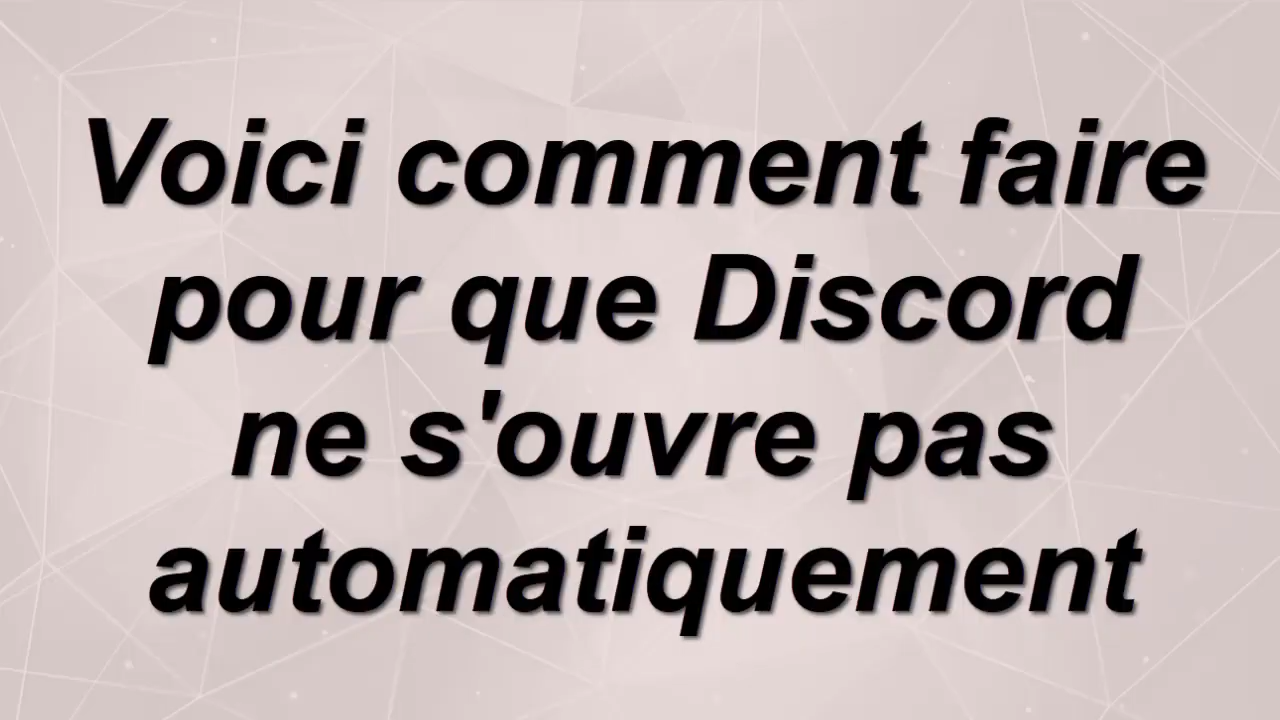 Voici comment faire
pour que Discord
ne s'ouvre pas
automatiquement